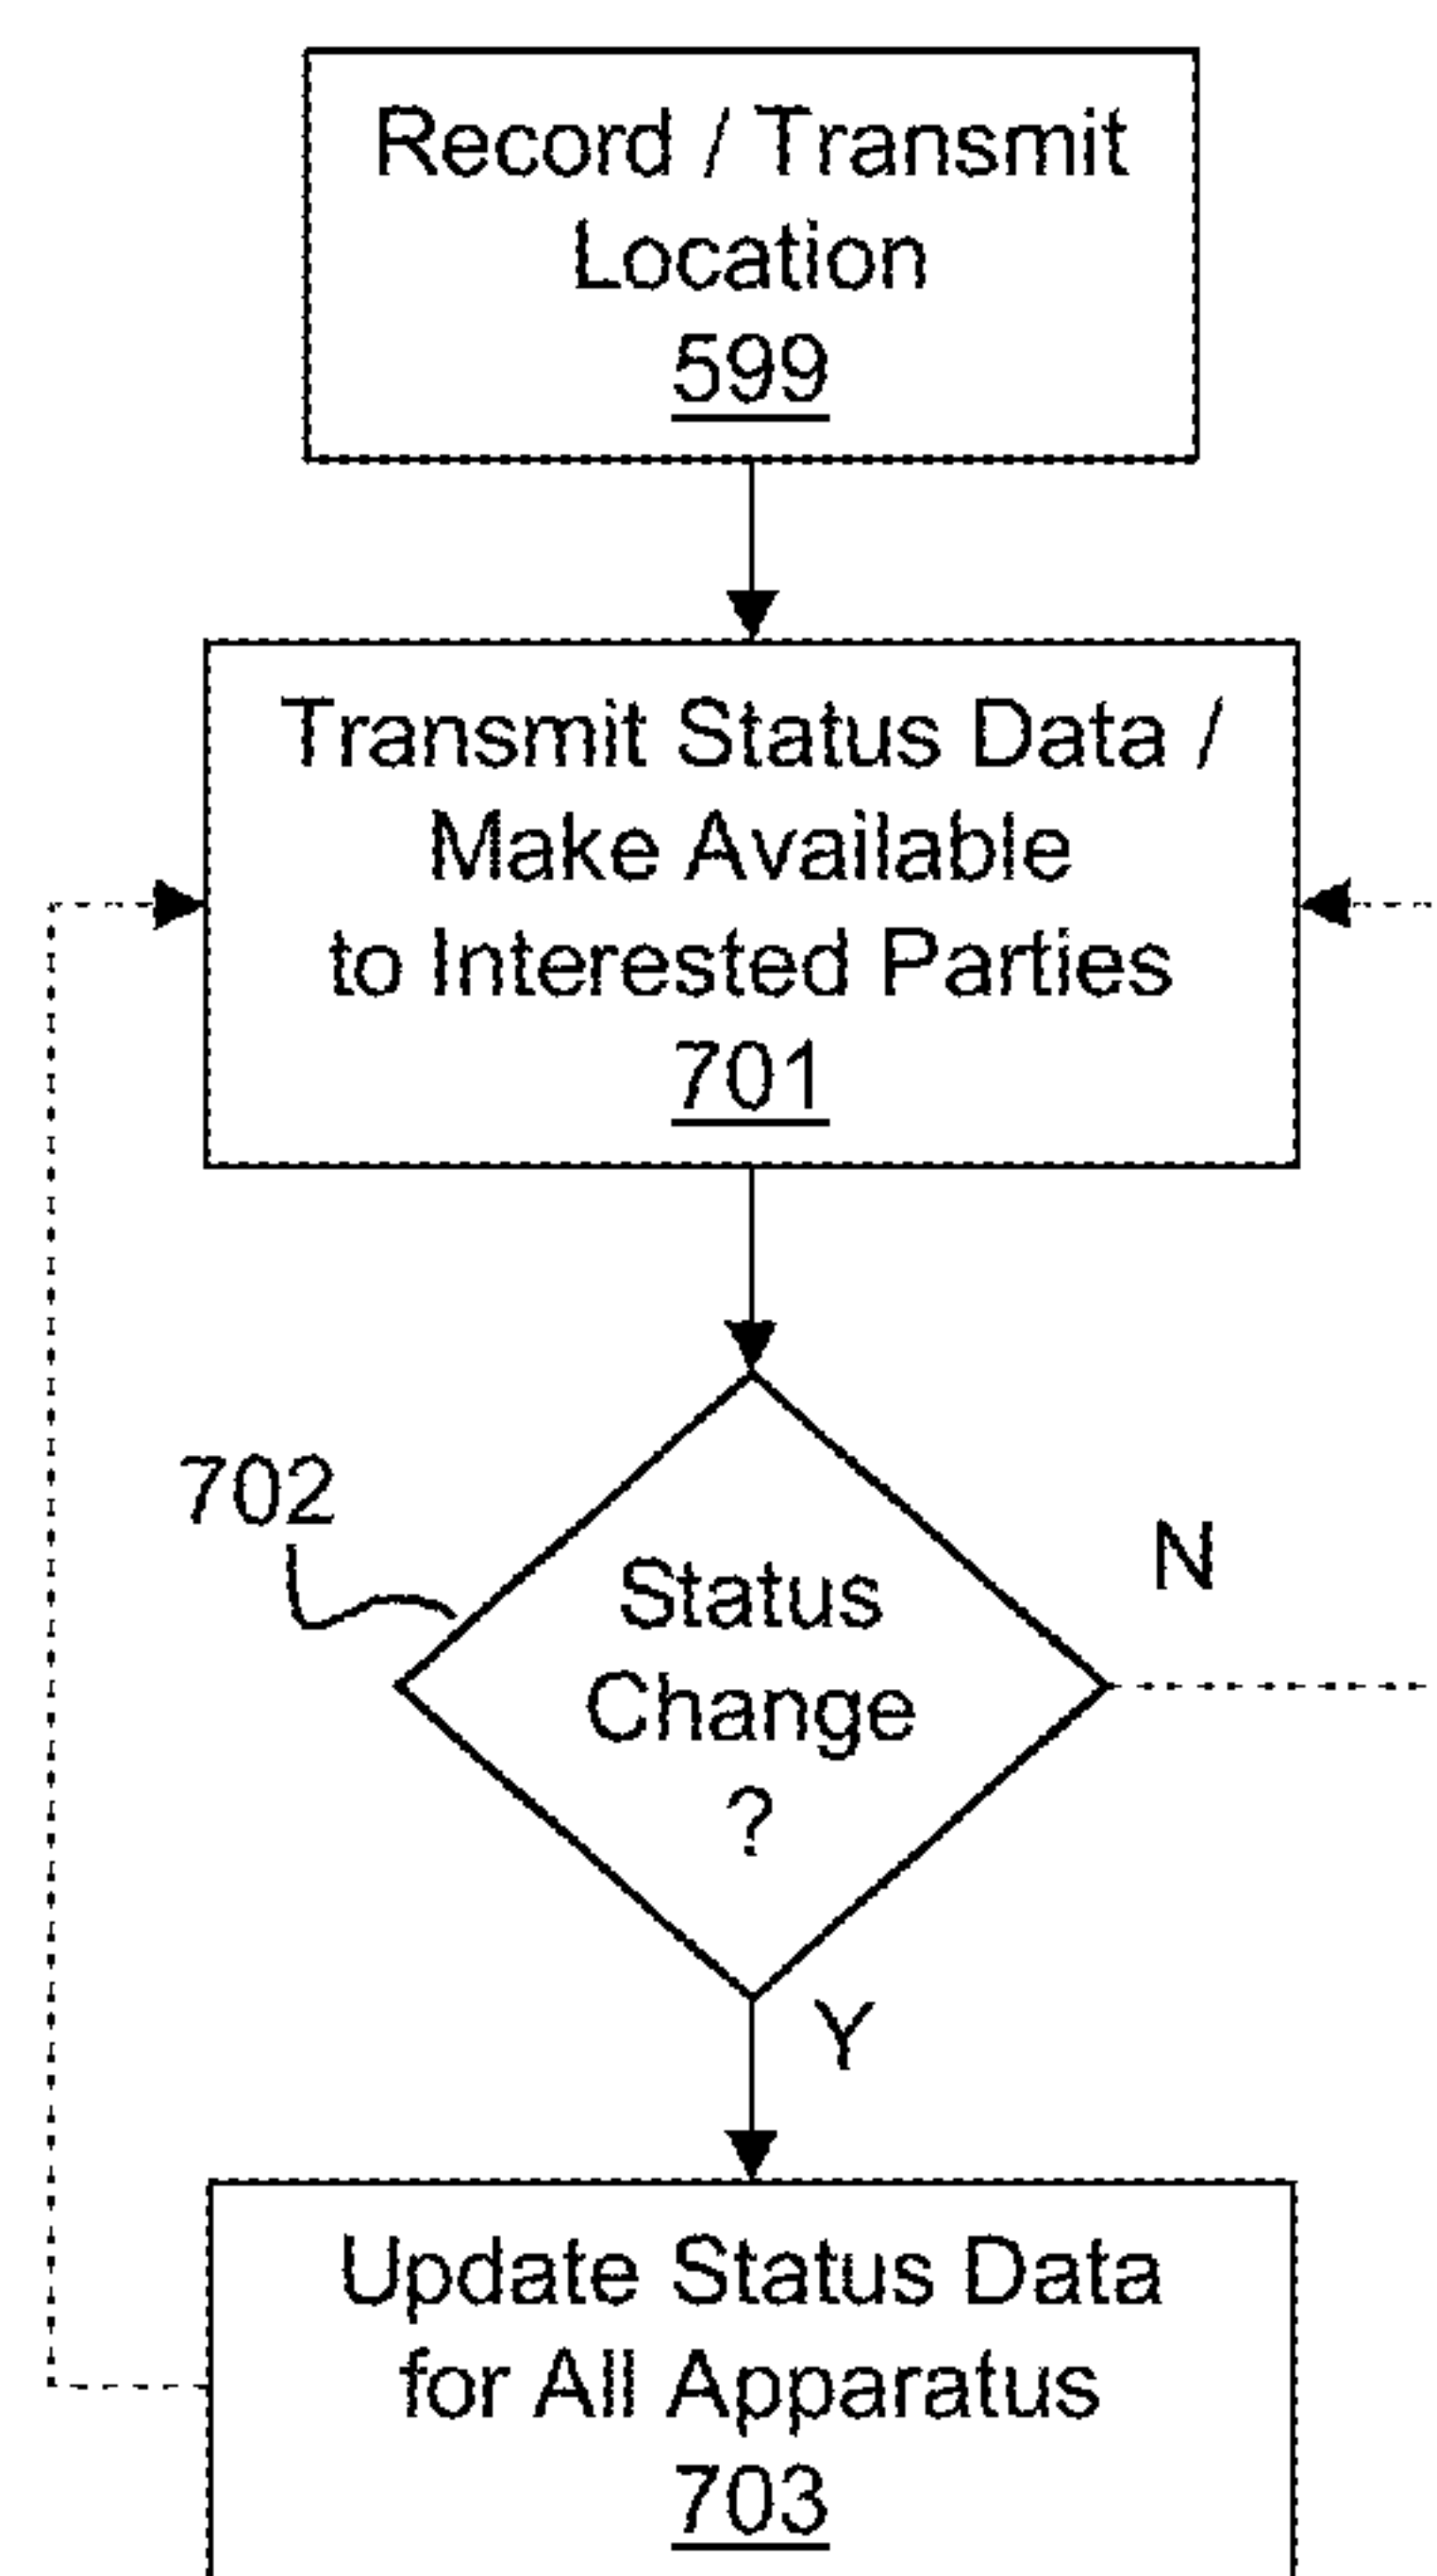 Record / Transmit
Location
599
Transmit Status Data /
Make Available
to Interested Parties
701
702
Status
Change
?
N
Y
Update Status Data
for All Apparatus
703